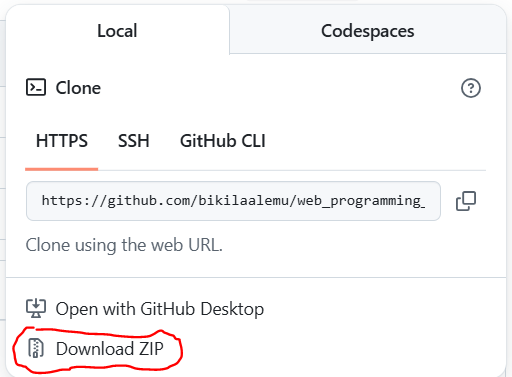 Local
Codespaces
Clone
HTTPS
SSH
GitHub CLI
https://github.com/bikilaalemu/web_programming_
Clone using the web URL.
Open with GitHub Desktop
Download ZIP